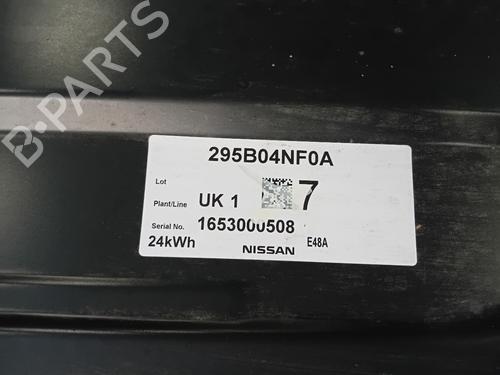 B-PARTS
295B04NF0A
Lot
Plant/Line UK 1 7
Serial No. 1653000508
24kWh NISSAN E48A